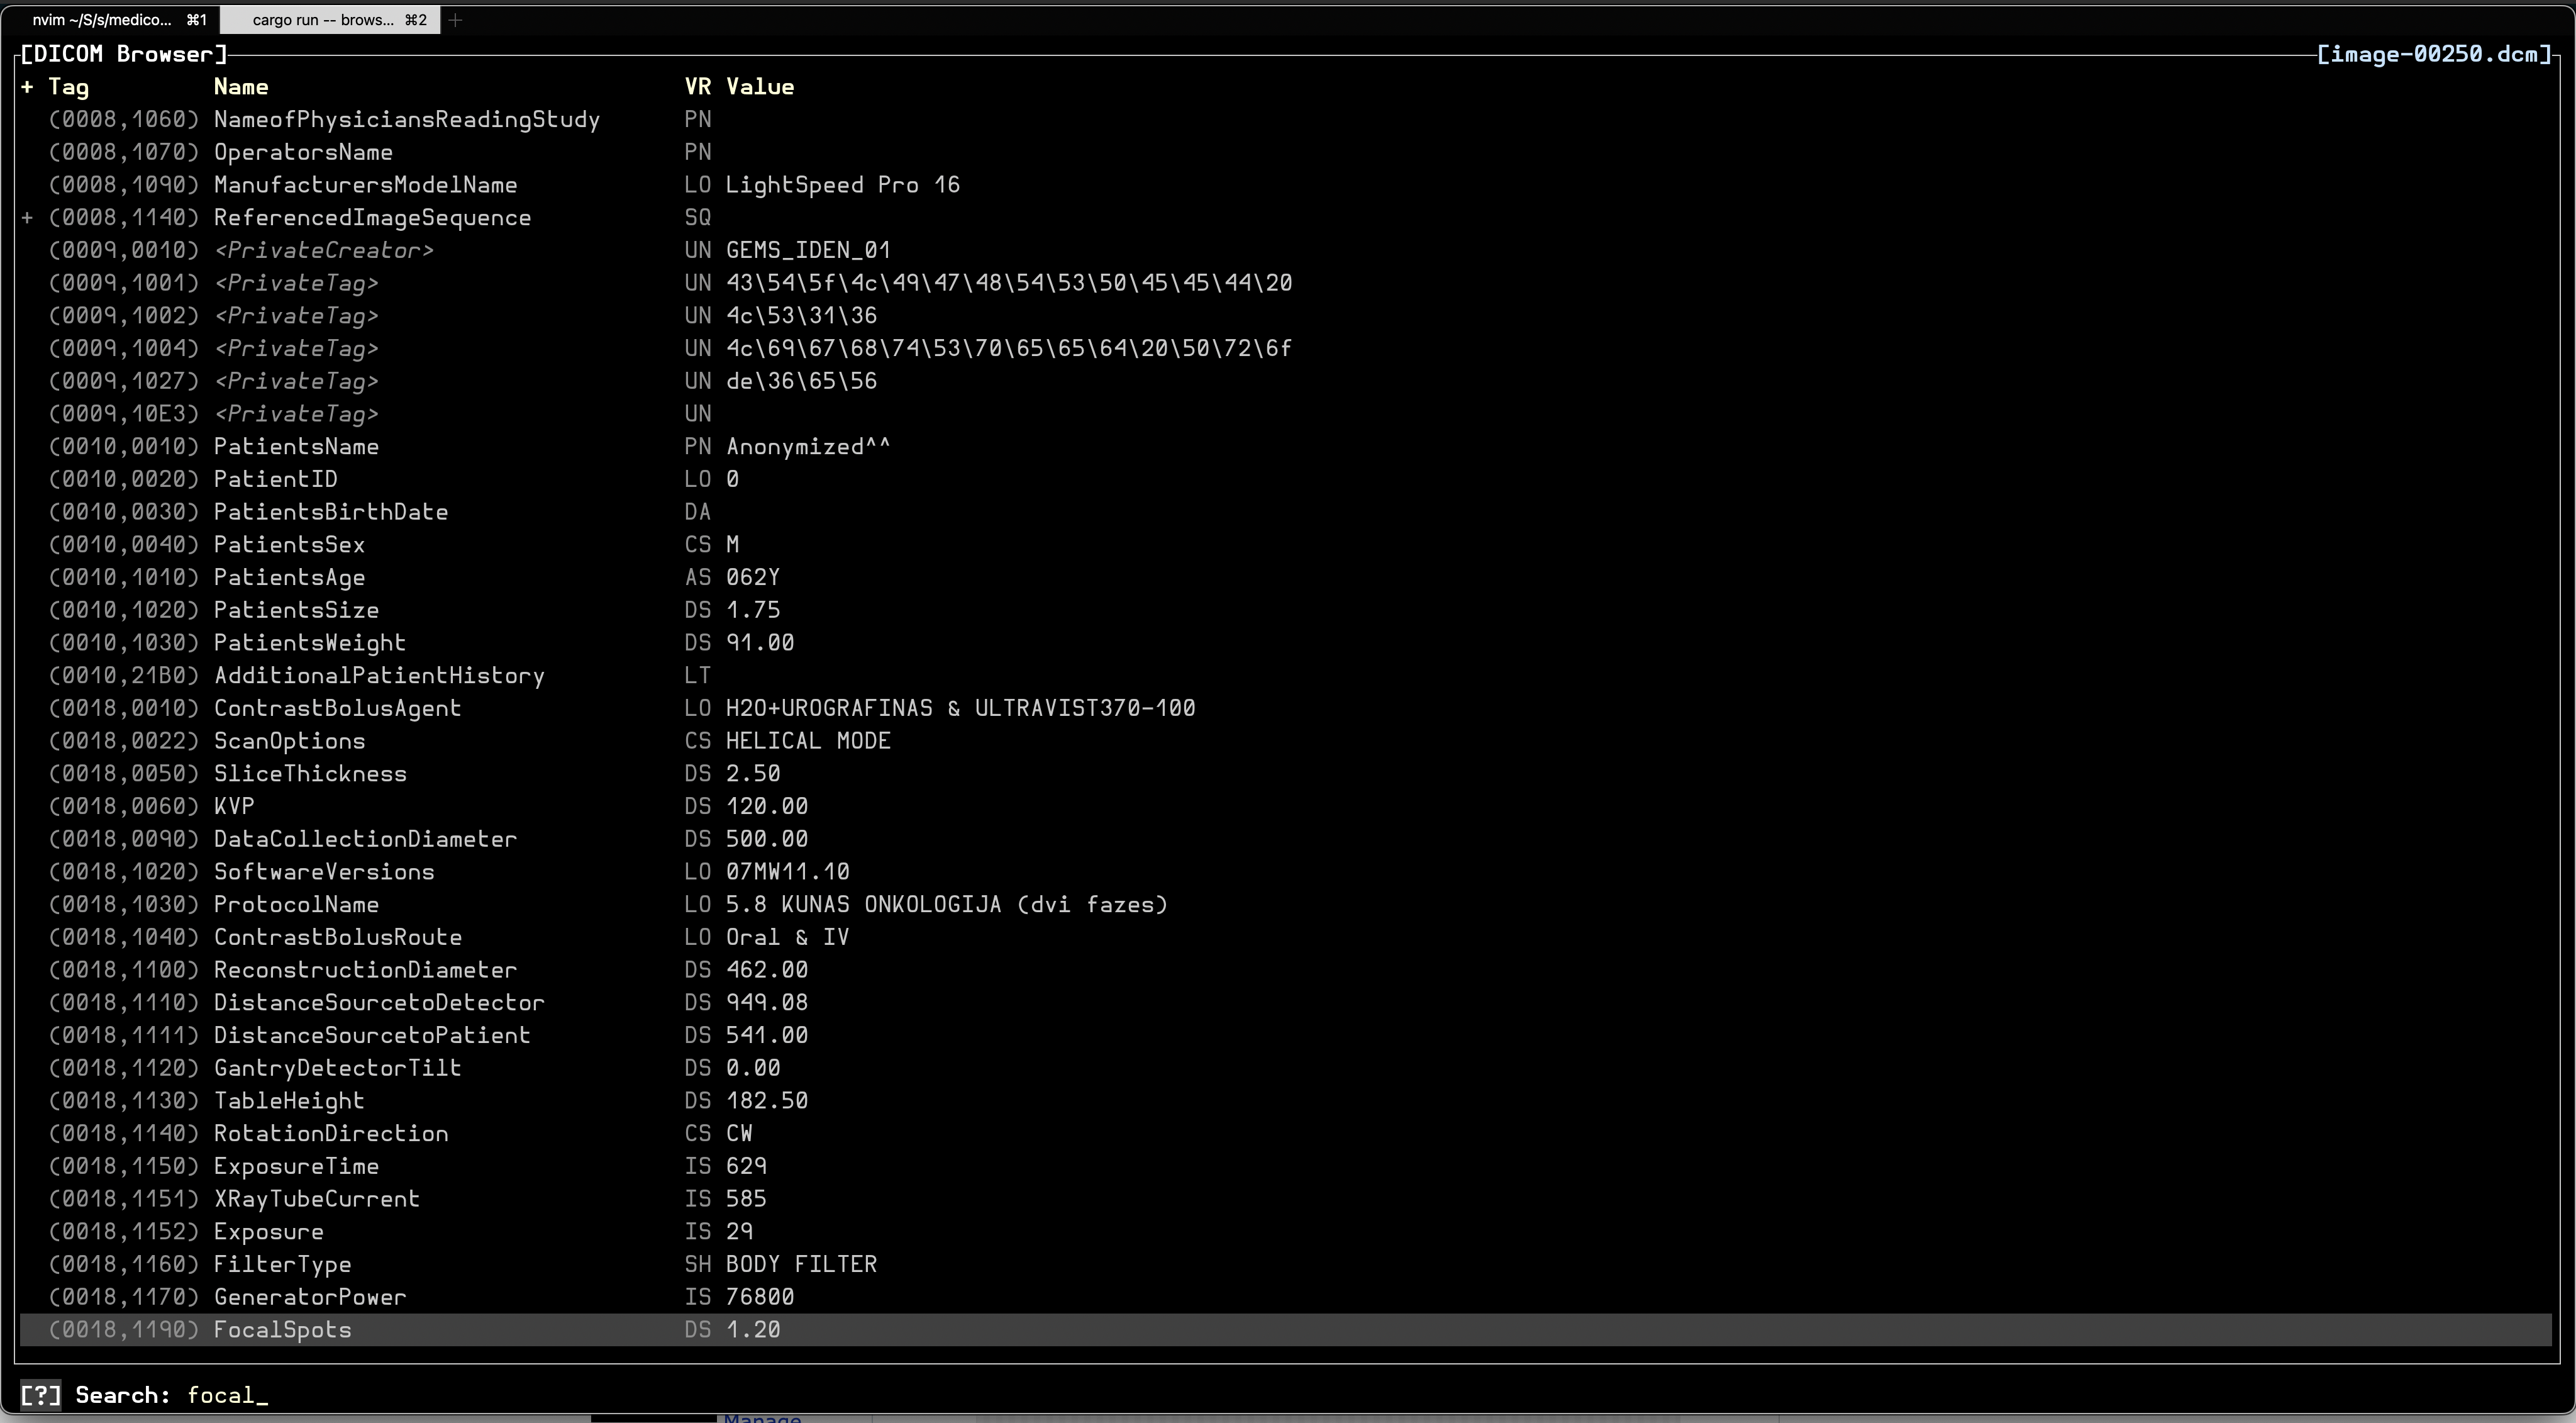 nvim ~/S/s/medico... ⌘1 cargo run -- brows... ⌘2 +
[DICOM Browser] [image-00250.dcm]
+ Tag Name VR Value
(0008,1060) NameofPhysiciansReadingStudy PN
(0008,1070) OperatorsName PN
(0008,1090) ManufacturersModelName LO LightSpeed Pro 16
+ (0008,1140) ReferencedImageSequence SQ
(0009,0010) <PrivateCreator> UN GEMS_IDEN_01
(0009,1001) <PrivateTag> UN 43\54\5f\4c\49\47\48\54\53\50\45\45\44\20
(0009,1002) <PrivateTag> UN 4c\53\31\36
(0009,1004) <PrivateTag> UN 4c\69\67\68\74\53\70\65\65\64\20\50\72\6f
(0009,1027) <PrivateTag> UN de\36\65\56
(0009,10E3) <PrivateTag> UN
(0010,0010) PatientsName PN Anonymized^^
(0010,0020) PatientID LO 0
(0010,0030) PatientsBirthDate DA
(0010,0040) PatientsSex CS M
(0010,1010) PatientsAge AS 062Y
(0010,1020) PatientsSize DS 1.75
(0010,1030) PatientsWeight DS 91.00
(0010,21B0) AdditionalPatientHistory LT
(0018,0010) ContrastBolusAgent LO H2O+UROGRAFINAS & ULTRAVIST370-100
(0018,0022) ScanOptions CS HELICAL MODE
(0018,0050) SliceThickness DS 2.50
(0018,0060) KVP DS 120.00
(0018,0090) DataCollectionDiameter DS 500.00
(0018,1020) SoftwareVersions LO 07MW11.10
(0018,1030) ProtocolName LO 5.8 KUNAS ONKOLOGIJA (dvi fazes)
(0018,1040) ContrastBolusRoute LO Oral & IV
(0018,1100) ReconstructionDiameter DS 462.00
(0018,1110) DistanceSourcetoDetector DS 949.08
(0018,1111) DistanceSourcetoPatient DS 541.00
(0018,1120) GantryDetectorTilt DS 0.00
(0018,1130) TableHeight DS 182.50
(0018,1140) RotationDirection CS CW
(0018,1150) ExposureTime IS 629
(0018,1151) XRayTubeCurrent IS 585
(0018,1152) Exposure IS 29
(0018,1160) FilterType SH BODY FILTER
(0018,1170) GeneratorPower IS 76800
(0018,1190) FocalSpots DS 1.20
[?] Search: focal_
Manage